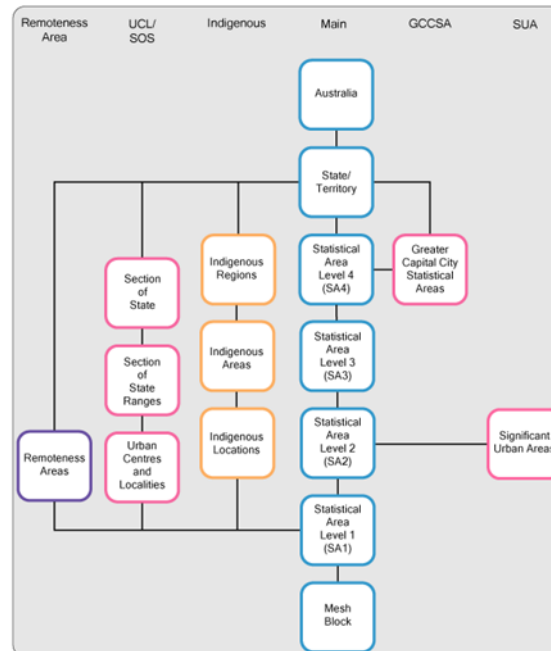 Remoteness
Area
UCL/
SOS
Indigenous
Main
GCCSA
SUA
Australia
State/
Territory
Indigenous
Regions
Statistical
Area
Level 4
(SA4)
Greater
Capital City
Statistical
Areas
Section
of
State
Indigenous
Areas
Statistical
Area
Level 3
(SA3)
Section
of
State
Ranges
Remoteness
Areas
Urban
Centres
and
Localities
Indigenous
Locations
Statistical
Area
Level 2
(SA2)
Significant
Urban Areas
Statistical
Area
Level 1
(SA1)
Mesh
Block